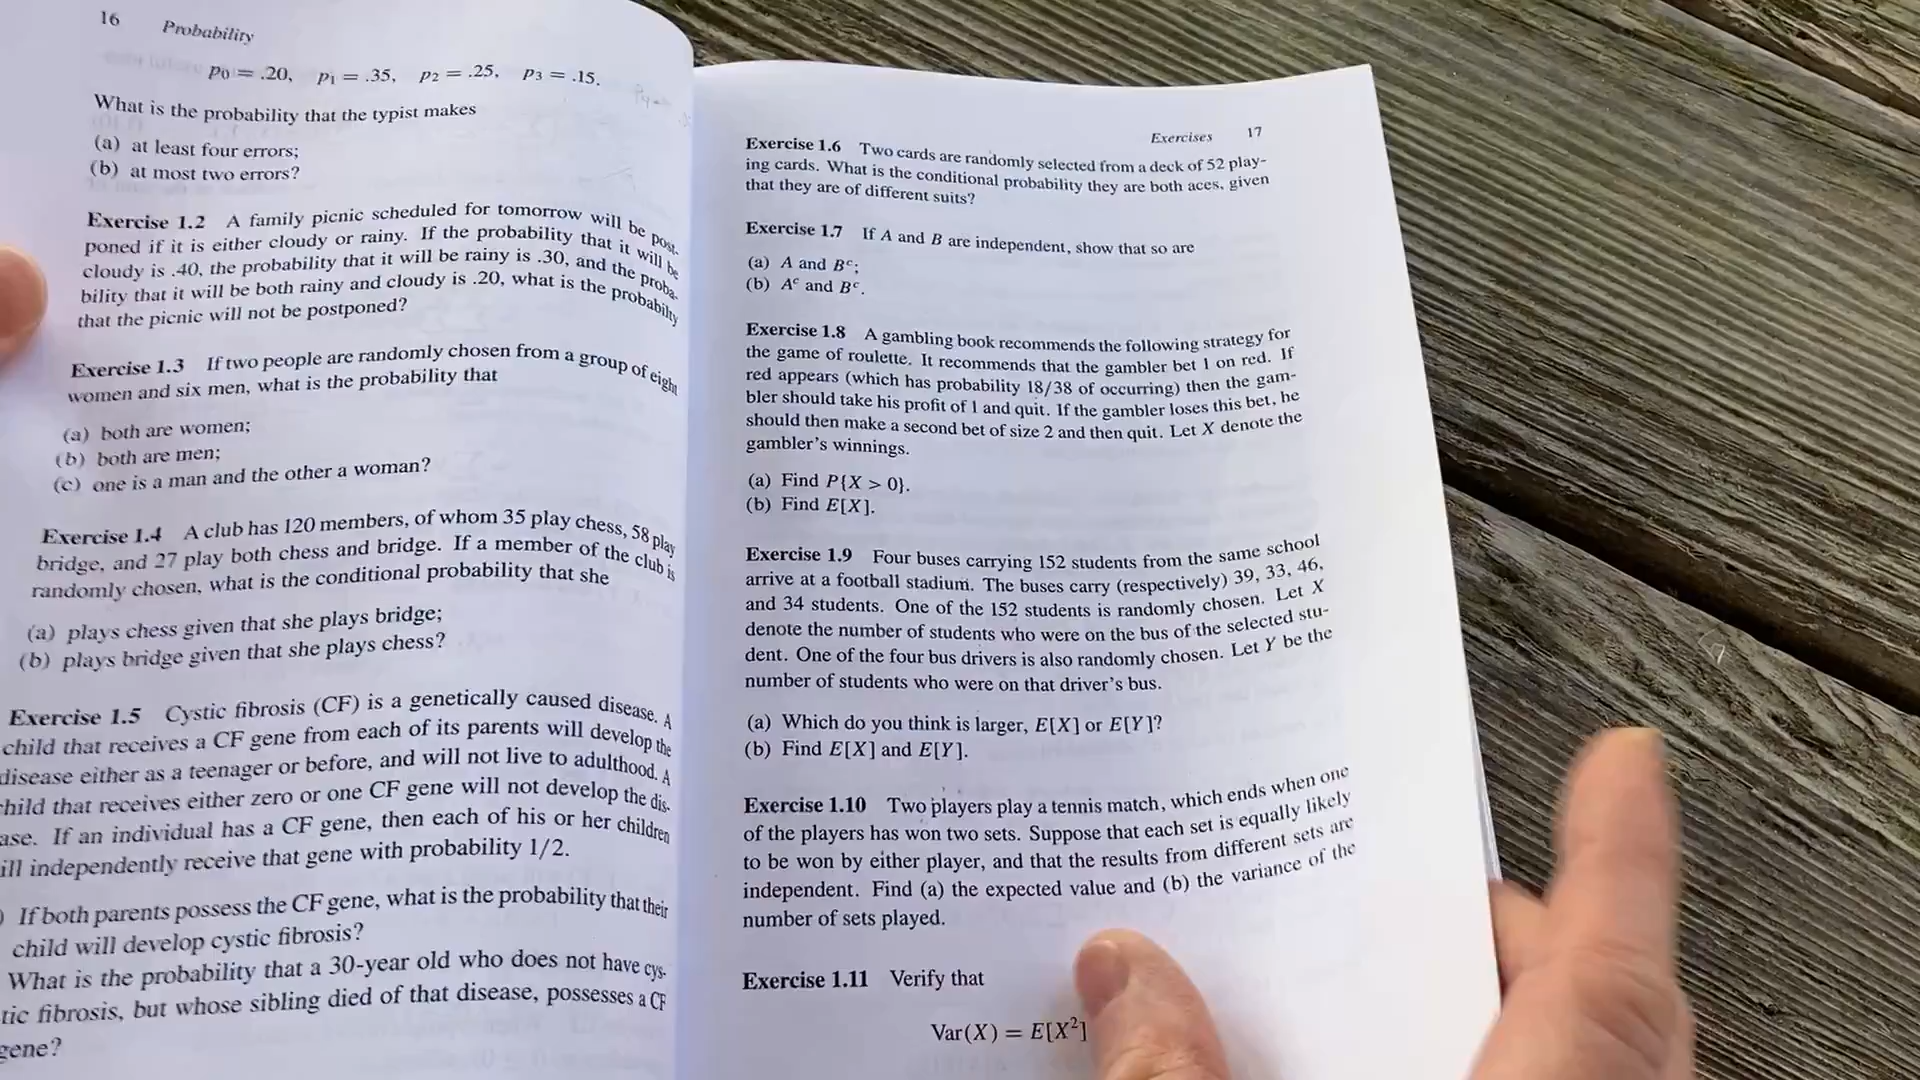 16 Probability
p0 = .20, p1 = .35, p2 = .25, p3 = .15.
What is the probability that the typist makes
(a) at least four errors;
(b) at most two errors?
Exercise 1.2 A family picnic scheduled for tomorrow will be post-
poned if it is either cloudy or rainy. If the probability that it will be
cloudy is .40, the probability that it will be rainy is .30, and the proba-
bility that it will be both rainy and cloudy is .20, what is the probabilty
that the picnic will not be postponed?
Exercise 1.3 If two people are randomly chosen from a group of eight
women and six men, what is the probability that
(a) both are women;
(b) both are men;
(c) one is a man and the other a woman?
Exercise 1.4 A club has 120 members, of whom 35 play chess, 58 play
bridge, and 27 play both chess and bridge. If a member of the club is
randomly chosen, what is the conditional probability that she
(a) plays chess given that she plays bridge;
(b) plays bridge given that she plays chess?
Exercise 1.5 Cystic fibrosis (CF) is a genetically caused disease. A
child that receives a CF gene from each of its parents will develop the
disease either as a teenager or before, and will not live to adulthood. A
child that receives either zero or one CF gene will not develop the dis-
ase. If an individual has a CF gene, then each of his or her children
ill independently receive that gene with probability 1/2.
) If both parents possess the CF gene, what is the probability that their
child will develop cystic fibrosis?
What is the probability that a 30-year old who does not have cys-
tic fibrosis, but whose sibling died of that disease, possesses a CF
gene?
Exercises 17
Exercise 1.6 Two cards are randomly selected from a deck of 52 play-
ing cards. What is the conditional probability they are both aces, given
that they are of different suits?
Exercise 1.7 If A and B are independent, show that so are
(a) A and Bᶜ;
(b) Aᶜ and Bᶜ.
Exercise 1.8 A gambling book recommends the following strategy for
the game of roulette. It recommends that the gambler bet 1 on red. If
red appears (which has probability 18/38 of occurring) then the gam-
bler should take his profit of 1 and quit. If the gambler loses this bet, he
should then make a second bet of size 2 and then quit. Let X denote the
gambler's winnings.
(a) Find P{X > 0}.
(b) Find E[X].
Exercise 1.9 Four buses carrying 152 students from the same school
arrive at a football stadium. The buses carry (respectively) 39, 33, 46,
and 34 students. One of the 152 students is randomly chosen. Let X
denote the number of students who were on the bus of the selected stu-
dent. One of the four bus drivers is also randomly chosen. Let Y be the
number of students who were on that driver's bus.
(a) Which do you think is larger, E[X] or E[Y]?
(b) Find E[X] and E[Y].
Exercise 1.10 Two players play a tennis match, which ends when one
of the players has won two sets. Suppose that each set is equally likely
to be won by either player, and that the results from different sets are
independent. Find (a) the expected value and (b) the variance of the
number of sets played.
Exercise 1.11 Verify that
Var(X) = E[X²]